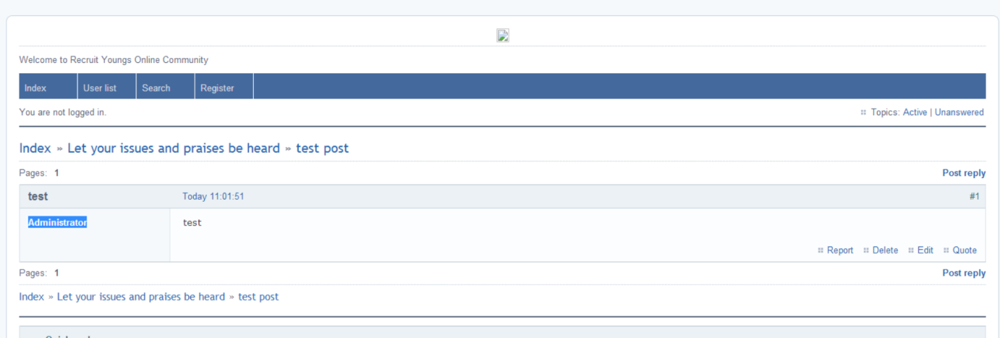 Welcome to Recruit Youngs Online Community
Index User list Search Register
You are not logged in. Topics: Active | Unanswered
Index » Let your issues and praises be heard » test post
Pages: 1 Post reply
test Today 11:01:51 #1
Administrator test
Report Delete Edit Quote
Pages: 1 Post reply
Index » Let your issues and praises be heard » test post